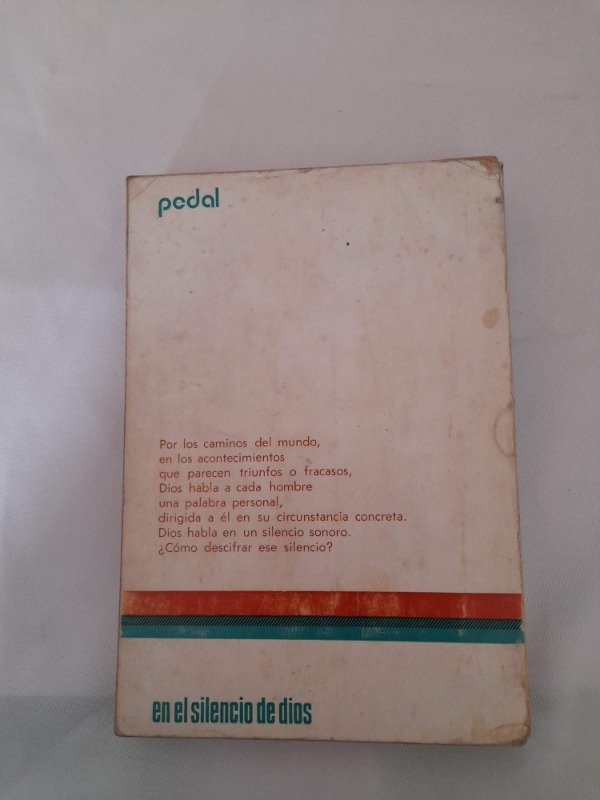 pedal
Por los caminos del mundo,
en los acontecimientos
que parecen triunfos o fracasos,
Dios habla a cada hombre
una palabra personal,
dirigida a él en su circunstancia concreta.
Dios habla en un silencio sonoro.
¿Cómo descifrar ese silencio?
en el silencio de dios